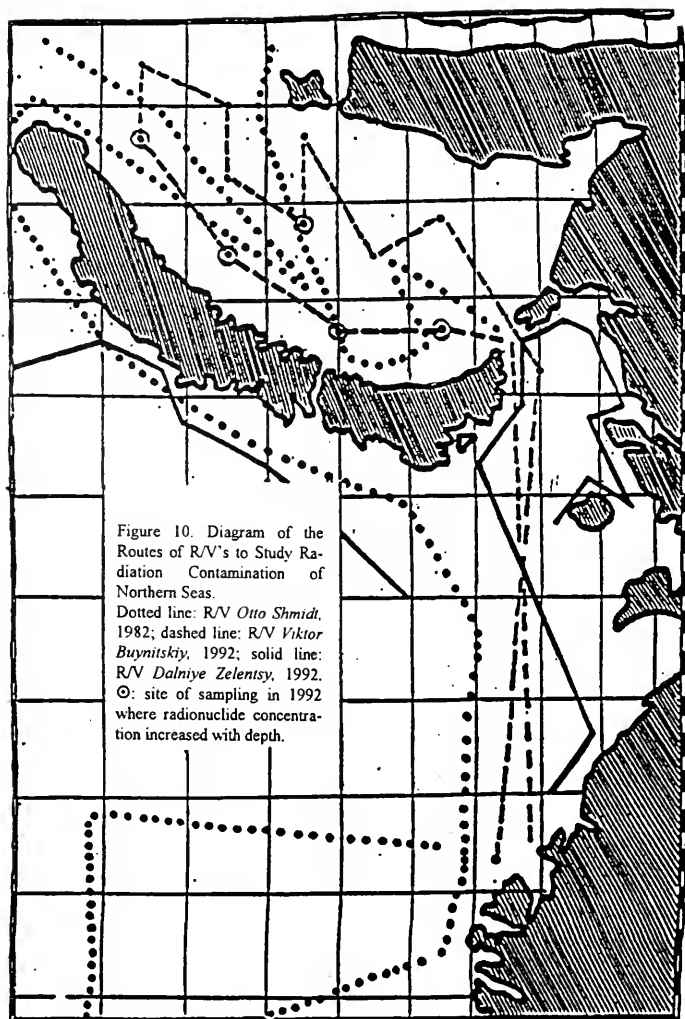 Figure 10. Diagram of the
Routes of R/V's to Study Ra-
diation Contamination of
Northern Seas.
Dotted line: R/V Otto Shmidt,
1982; dashed line: R/V Viktor
Buynitskiy, 1992; solid line:
R/V Dalniye Zelentsy, 1992.
⊙: site of sampling in 1992
where radionuclide concentra-
tion increased with depth.